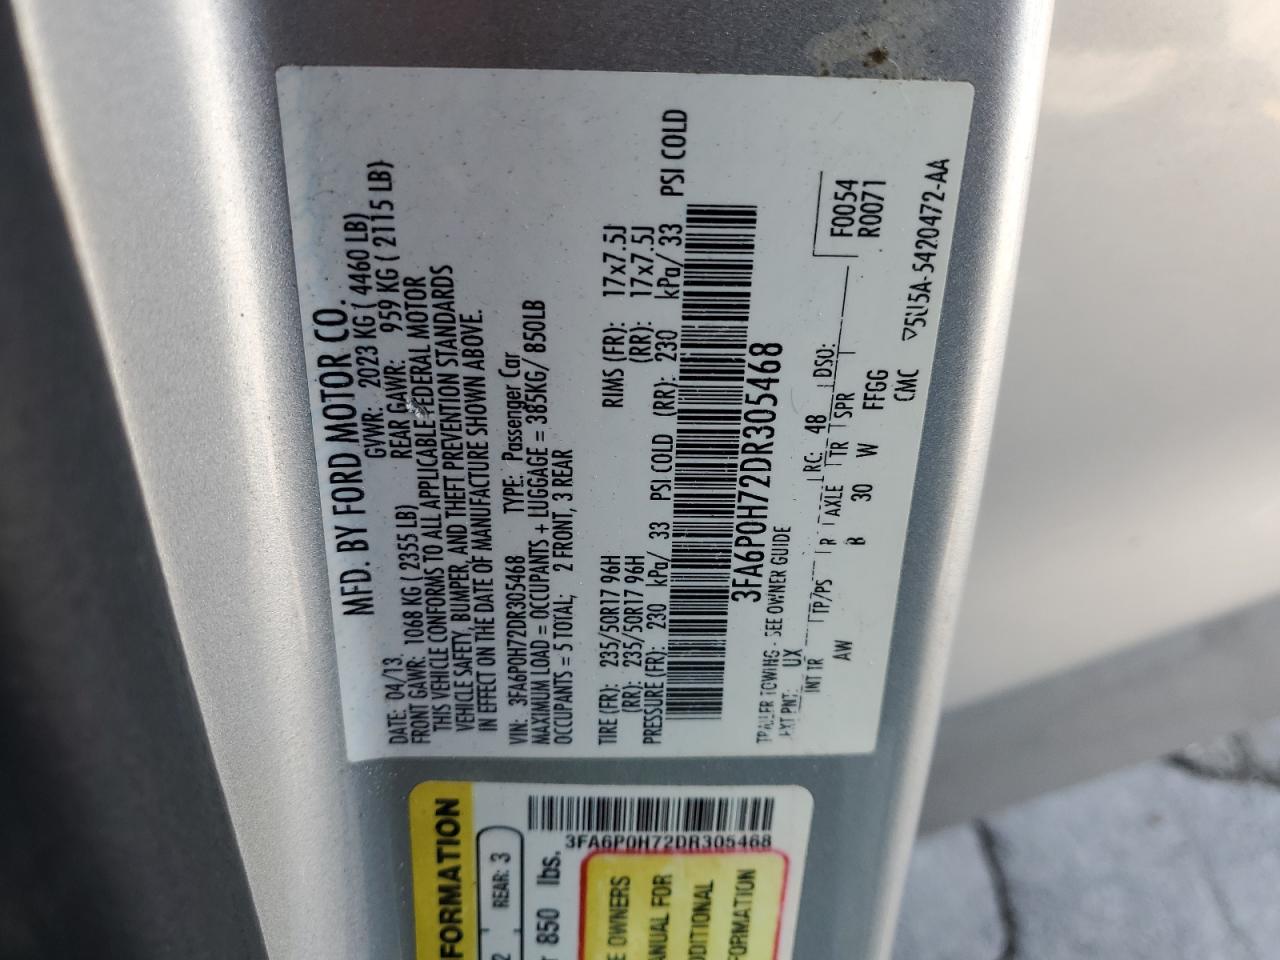 MFD. BY FORD MOTOR CO.
DATE: 04/13 GVWR: 2023 KG ( 4460 LB)
FRONT GAWR: 1068 KG ( 2355 LB) REAR GAWR: 959 KG ( 2115 LB)
THIS VEHICLE CONFORMS TO ALL APPLICABLE FEDERAL MOTOR
VEHICLE SAFETY, BUMPER, AND THEFT PREVENTION STANDARDS
IN EFFECT ON THE DATE OF MANUFACTURE SHOWN ABOVE.
VIN: 3FA6P0H72DR305468 TYPE: Passenger Car
MAXIMUM LOAD = OCCUPANTS + LUGGAGE = 385KG/ 850LB
OCCUPANTS = 5 TOTAL; 2 FRONT, 3 REAR
TIRE (FR): 235/50R17 96H RIMS (FR): 17x7.5J
(RR): 235/50R17 96H (RR): 17x7.5J
PRESSURE (FR): 230 kPa/ 33 PSI COLD (RR): 230 kPa/ 33 PSI COLD
3FA6P0H72DR305468
TRAILER TOWING - SEE OWNER GUIDE
EXT PNT: UX RC: 48 DSO: F0054
INT TR TP/PS R AXLE TR SPR R0071
AW B 30 W FFGG
CMC ▽5U5A-5420472-AA
FORMATION
2 REAR: 3
850 lbs.
3FA6P0H72DR305468
E OWNERS
ANUAL FOR
DDITIONAL
FORMATION